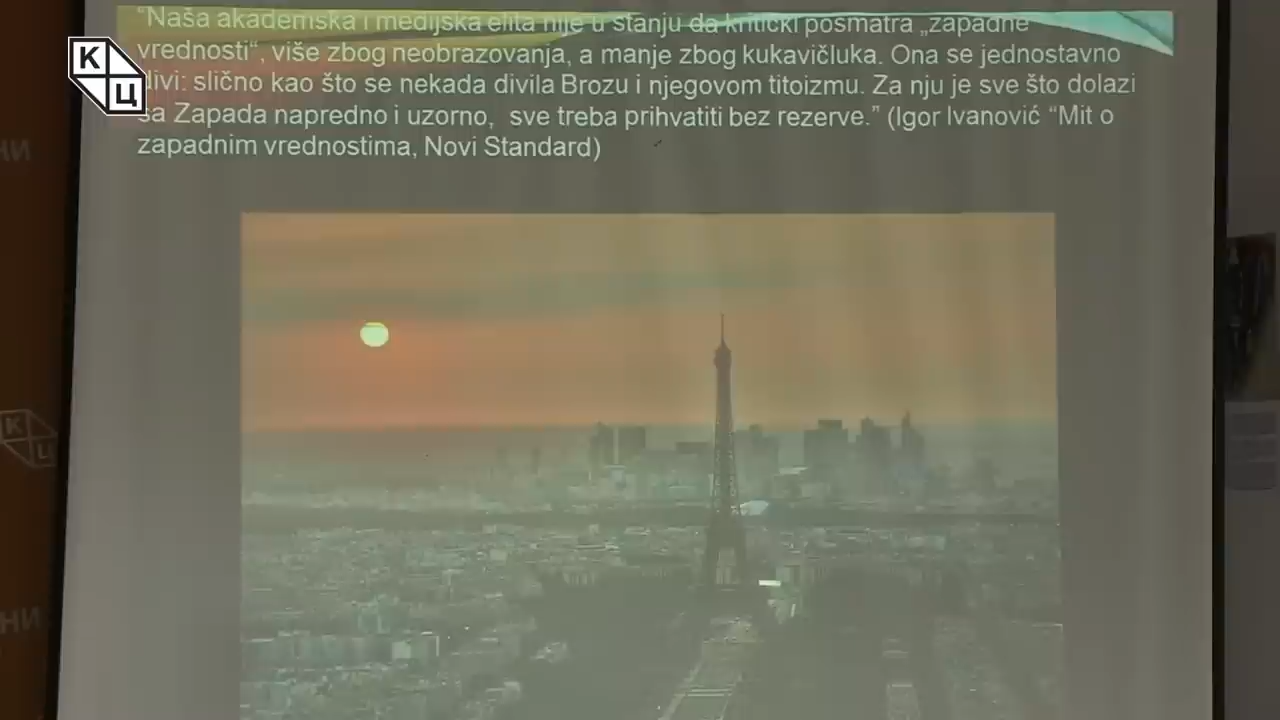 “Naša akademska i medijska elita nije u stanju da kritički posmatra „zapadne
vrednosti“, više zbog neobrazovanja, a manje zbog kukavičluka. Ona se jednostavno
divi: slično kao što se nekada divila Brozu i njegovom titoizmu. Za nju je sve što dolazi
sa Zapada napredno i uzorno, sve treba prihvatiti bez rezerve.” (Igor Ivanović “Mit o
zapadnim vrednostima, Novi Standard)
К
Ц
НИ
К
Ц
НИ